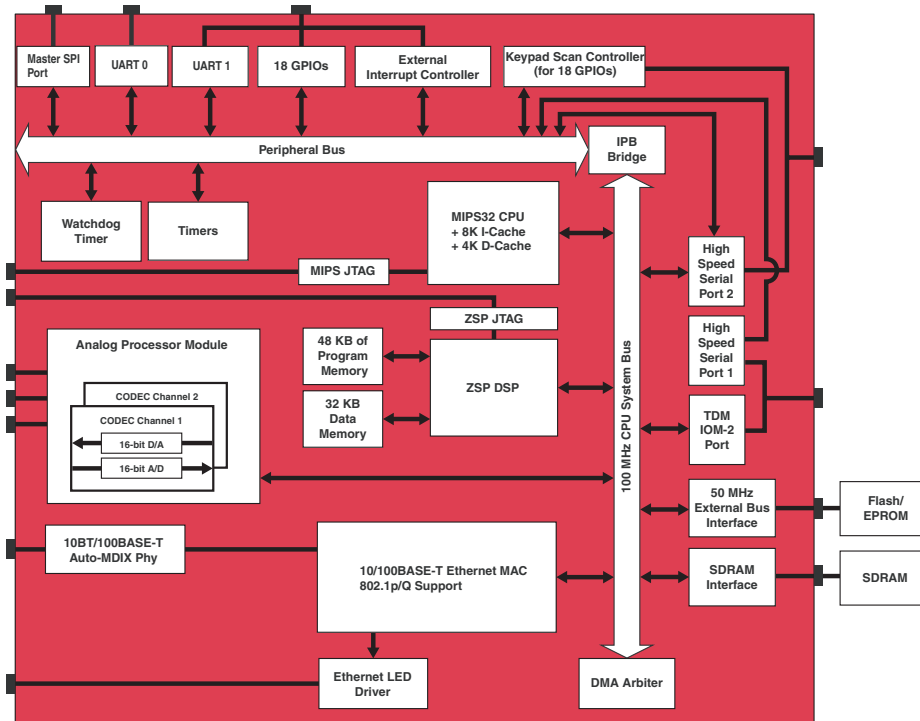 Master SPI
Port
UART 0
UART 1
18 GPIOs
External
Interrupt Controller
Keypad Scan Controller
(for 18 GPIOs)
Peripheral Bus
IPB
Bridge
Watchdog
Timer
Timers
MIPS32 CPU
+ 8K I-Cache
+ 4K D-Cache
MIPS JTAG
High
Speed
Serial
Port 2
ZSP JTAG
Analog Processor Module
48 KB of
Program
Memory
ZSP DSP
High
Speed
Serial
Port 1
CODEC Channel 2
CODEC Channel 1
16-bit D/A
16-bit A/D
32 KB
Data
Memory
100 MHz CPU System Bus
TDM
IOM-2
Port
50 MHz
External Bus
Interface
Flash/
EPROM
10BT/100BASE-T
Auto-MDIX Phy
10/100BASE-T Ethernet MAC
802.1p/Q Support
SDRAM
Interface
SDRAM
Ethernet LED
Driver
DMA Arbiter